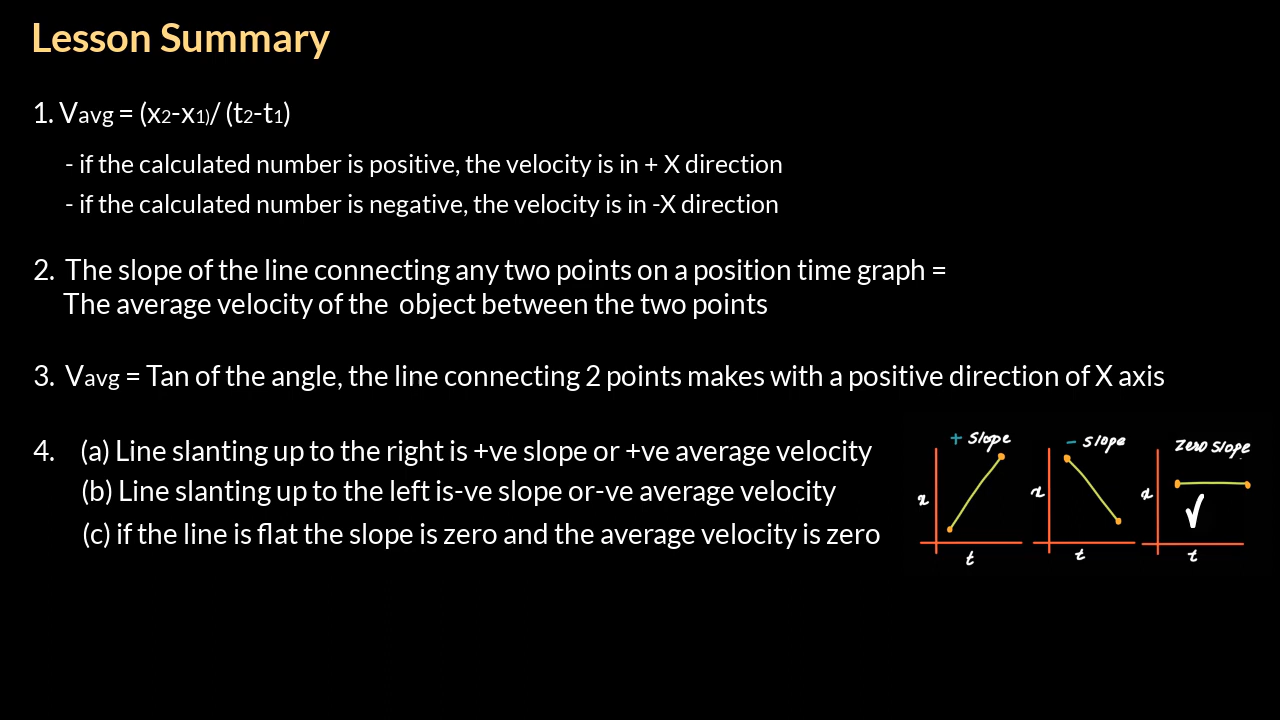 Lesson Summary
1. Vavg = (x2-x1)/ (t2-t1)
- if the calculated number is positive, the velocity is in + X direction
- if the calculated number is negative, the velocity is in -X direction
2. The slope of the line connecting any two points on a position time graph =
The average velocity of the object between the two points
3. Vavg = Tan of the angle, the line connecting 2 points makes with a positive direction of X axis
4. (a) Line slanting up to the right is +ve slope or +ve average velocity
(b) Line slanting up to the left is-ve slope or-ve average velocity
(c) if the line is flat the slope is zero and the average velocity is zero
+ slope
x
t
- slope
x
t
zero slope
x
t